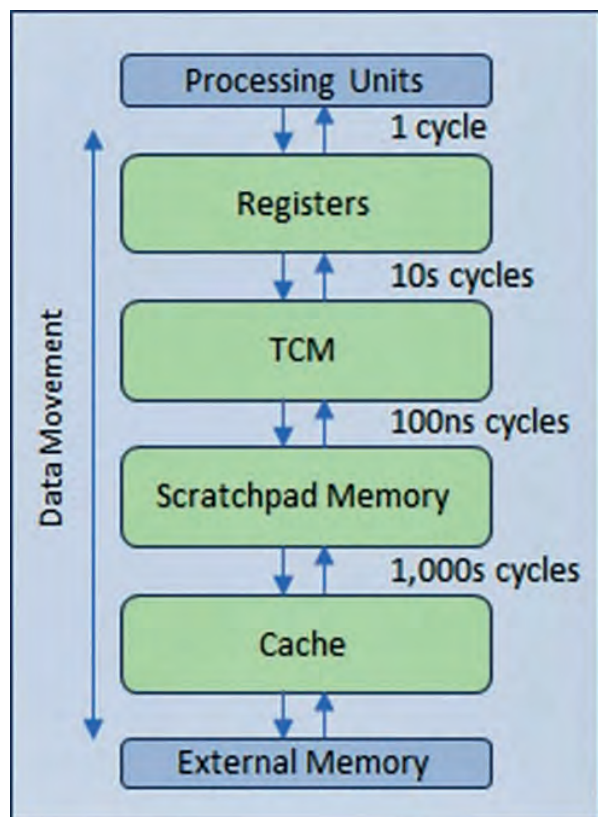 Processing Units
1 cycle
Registers
10s cycles
TCM
100ns cycles
Scratchpad Memory
1,000s cycles
Cache
External Memory
Data Movement